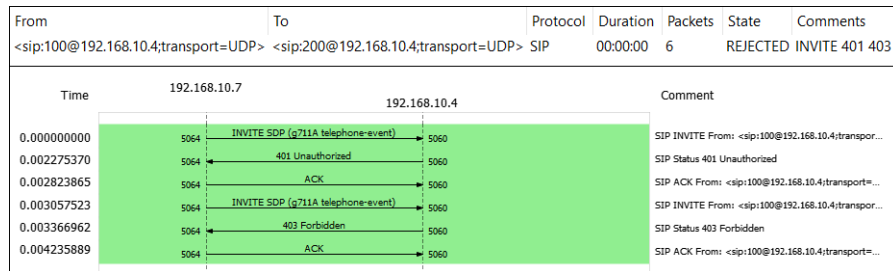 From To Protocol Duration Packets State Comments
<sip:100@192.168.10.4;transport=UDP> <sip:200@192.168.10.4;transport=UDP> SIP 00:00:00 6 REJECTED INVITE 401 403
Time 192.168.10.7 192.168.10.4 Comment
0.000000000 5064 INVITE SDP (g711A telephone-event) 5060 SIP INVITE From: <sip:100@192.168.10.4;transpor...
0.002275370 5064 401 Unauthorized 5060 SIP Status 401 Unauthorized
0.002823865 5064 ACK 5060 SIP ACK From: <sip:100@192.168.10.4;transport=...
0.003057523 5064 INVITE SDP (g711A telephone-event) 5060 SIP INVITE From: <sip:100@192.168.10.4;transpor...
0.003366962 5064 403 Forbidden 5060 SIP Status 403 Forbidden
0.004235889 5064 ACK 5060 SIP ACK From: <sip:100@192.168.10.4;transport=...